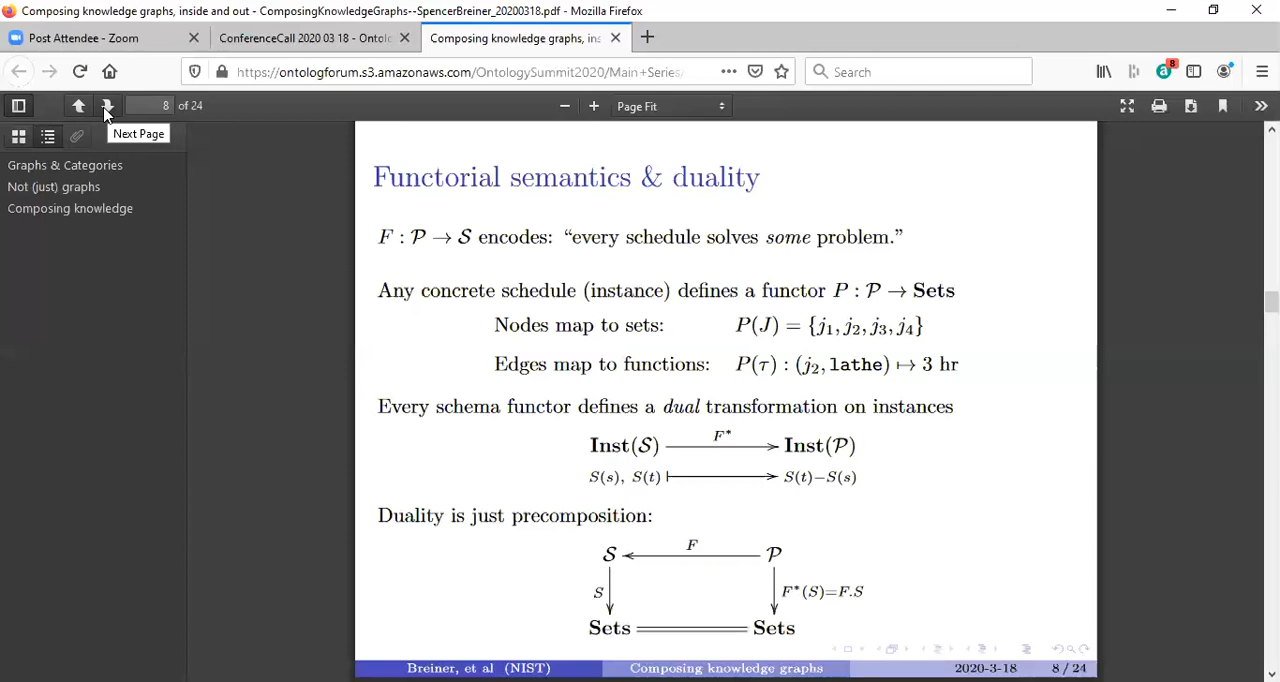 Composing knowledge graphs, inside and out - ComposingKnowledgeGraphs--SpencerBreiner_20200318.pdf - Mozilla Firefox
Post Attendee - Zoom
ConferenceCall 2020 03 18 - Ontolo
Composing knowledge graphs, ins
https://ontologforum.s3.amazonaws.com/OntologySummit2020/Main+Series/
Search
8
8 of 24
Page Fit
Next Page
Graphs & Categories
Not (just) graphs
Composing knowledge
Functorial semantics & duality
F : 𝒫 → 𝒮 encodes: “every schedule solves some problem.”
Any concrete schedule (instance) defines a functor P : 𝒫 → Sets
Nodes map to sets: P(J) = {j₁, j₂, j₃, j₄}
Edges map to functions: P(τ) : (j₂, lathe) ↦ 3 hr
Every schema functor defines a dual transformation on instances
Inst(𝒮) F* Inst(𝒫)
S(s), S(t) S(t)−S(s)
Duality is just precomposition:
𝒮 F 𝒫
S F*(S)=F.S
Sets Sets
Breiner, et al (NIST) Composing knowledge graphs 2020-3-18 8 / 24